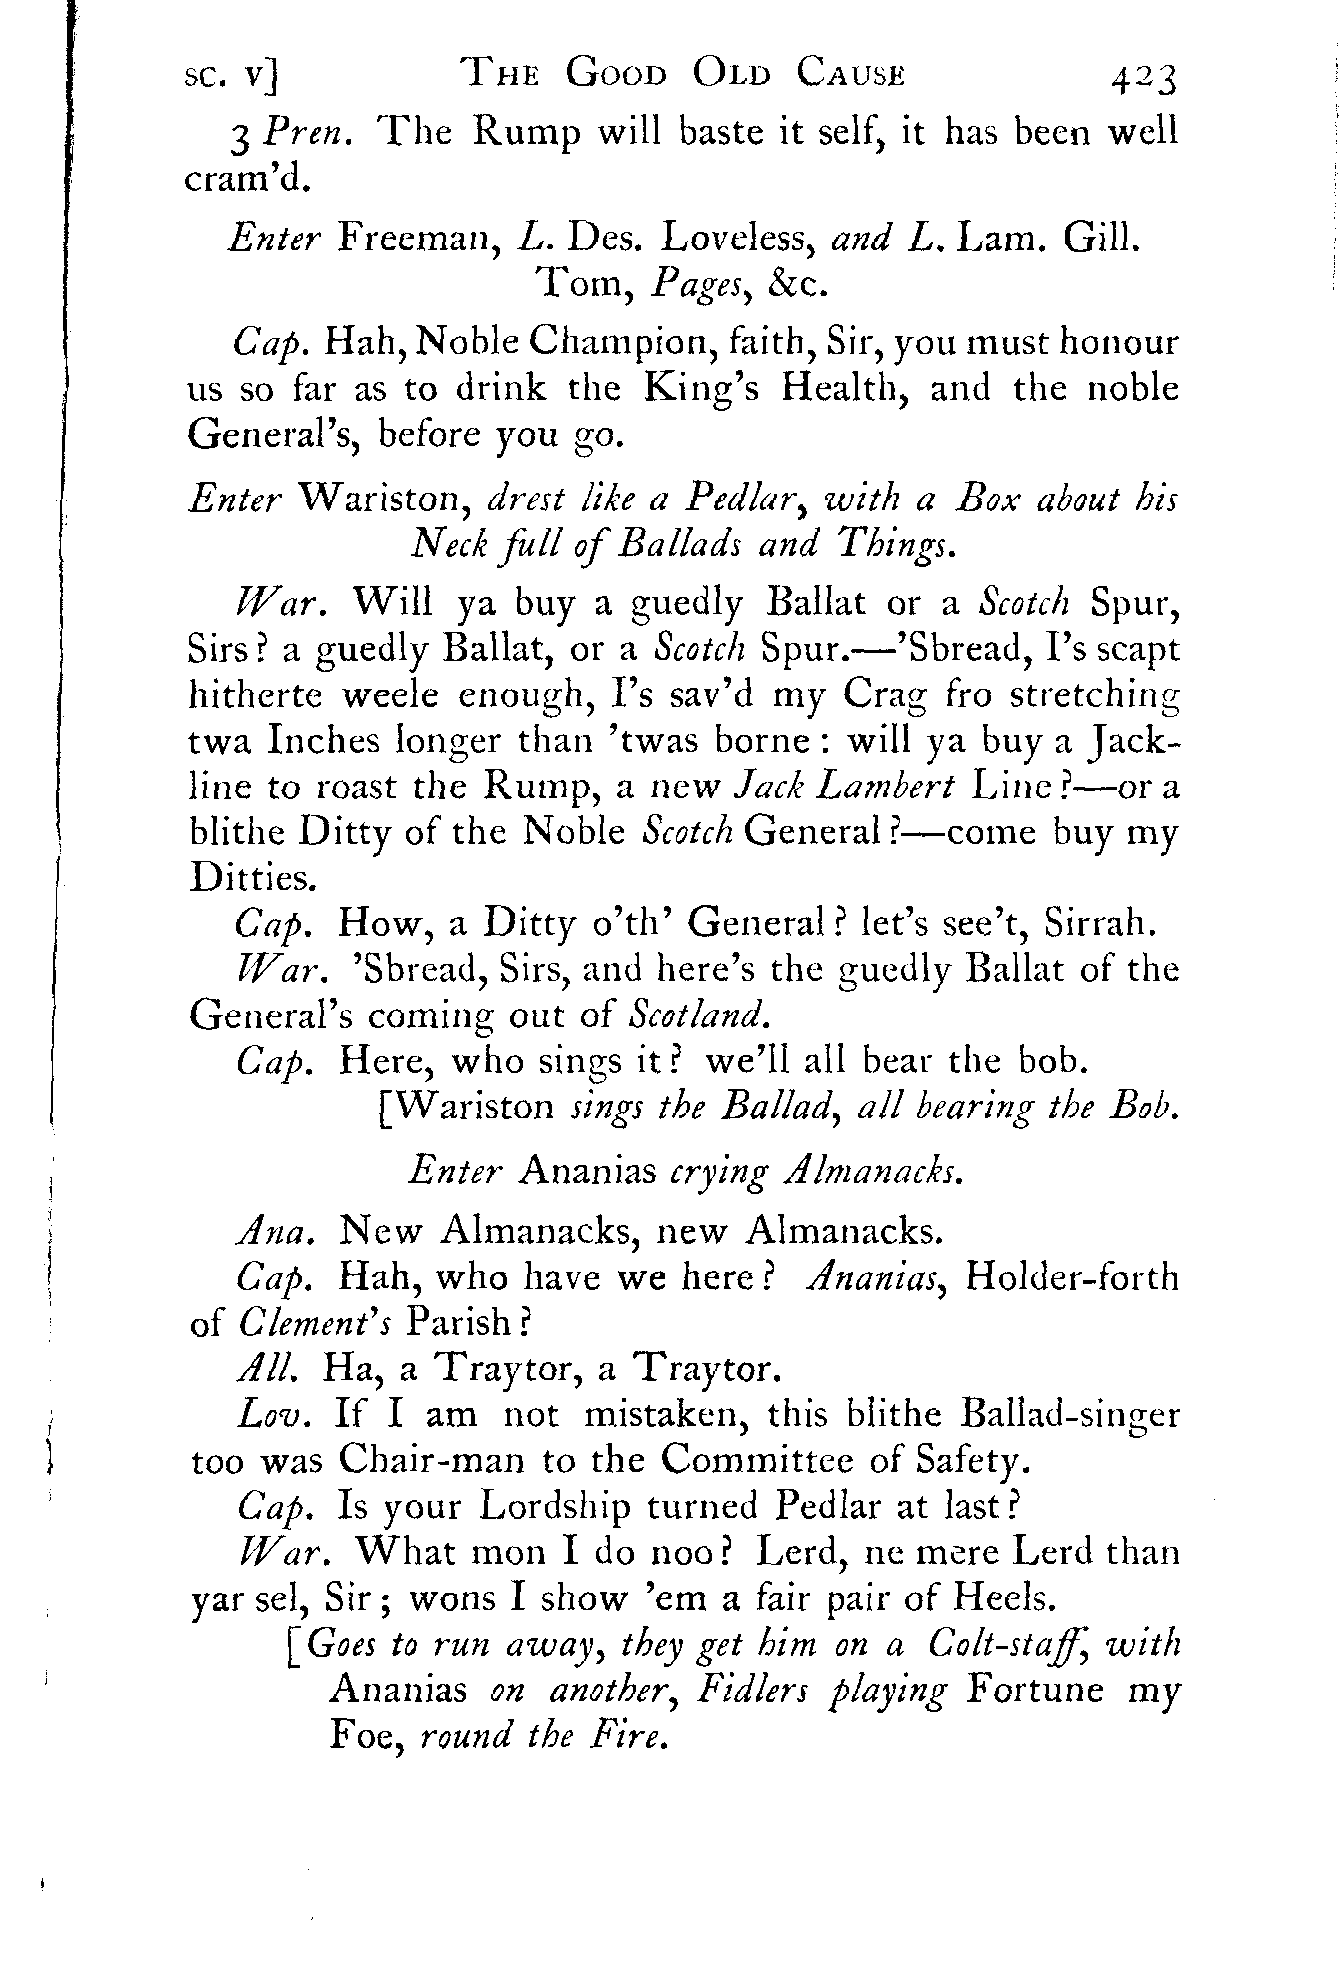 SC. V] THE GOOD OLD CAUSE 423
3 Pren. The Rump will baste it self, it has been well
cram'd.
Enter Freeman, L. Des. Loveless, and L. Lam. Gill.
Tom, Pages, &c.
Cap. Hah, Noble Champion, faith, Sir, you must honour
us so far as to drink the King's Health, and the noble
General's, before you go.
Enter Wariston, drest like a Pedlar, with a Box about his
Neck full of Ballads and Things.
War. Will ya buy a guedly Ballat or a Scotch Spur,
Sirs? a guedly Ballat, or a Scotch Spur.—'Sbread, I's scapt
hitherte weele enough, I's sav'd my Crag fro stretching
twa Inches longer than 'twas borne: will ya buy a Jack-
line to roast the Rump, a new Jack Lambert Line?—or a
blithe Ditty of the Noble Scotch General?—come buy my
Ditties.
Cap. How, a Ditty o'th' General? let's see't, Sirrah.
War. 'Sbread, Sirs, and here's the guedly Ballat of the
General's coming out of Scotland.
Cap. Here, who sings it? we'll all bear the bob.
[Wariston sings the Ballad, all bearing the Bob.
Enter Ananias crying Almanacks.
Ana. New Almanacks, new Almanacks.
Cap. Hah, who have we here? Ananias, Holder-forth
of Clement's Parish?
All. Ha, a Traytor, a Traytor.
Lov. If I am not mistaken, this blithe Ballad-singer
too was Chair-man to the Committee of Safety.
Cap. Is your Lordship turned Pedlar at last?
War. What mon I do noo? Lerd, ne mere Lerd than
yar sel, Sir; wons I show 'em a fair pair of Heels.
[Goes to run away, they get him on a Colt-staff, with
Ananias on another, Fidlers playing Fortune my
Foe, round the Fire.